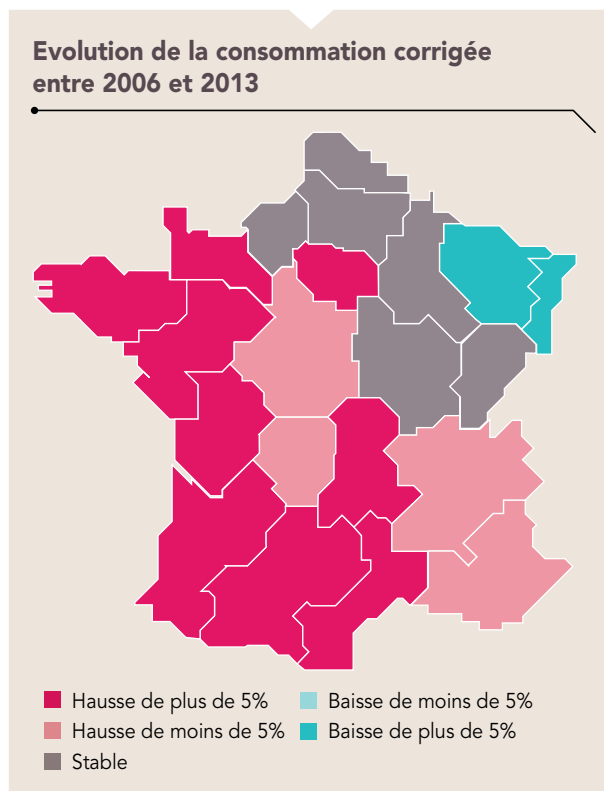 Evolution de la consommation corrigée
entre 2006 et 2013
Hausse de plus de 5%
Baisse de moins de 5%
Hausse de moins de 5%
Baisse de plus de 5%
Stable